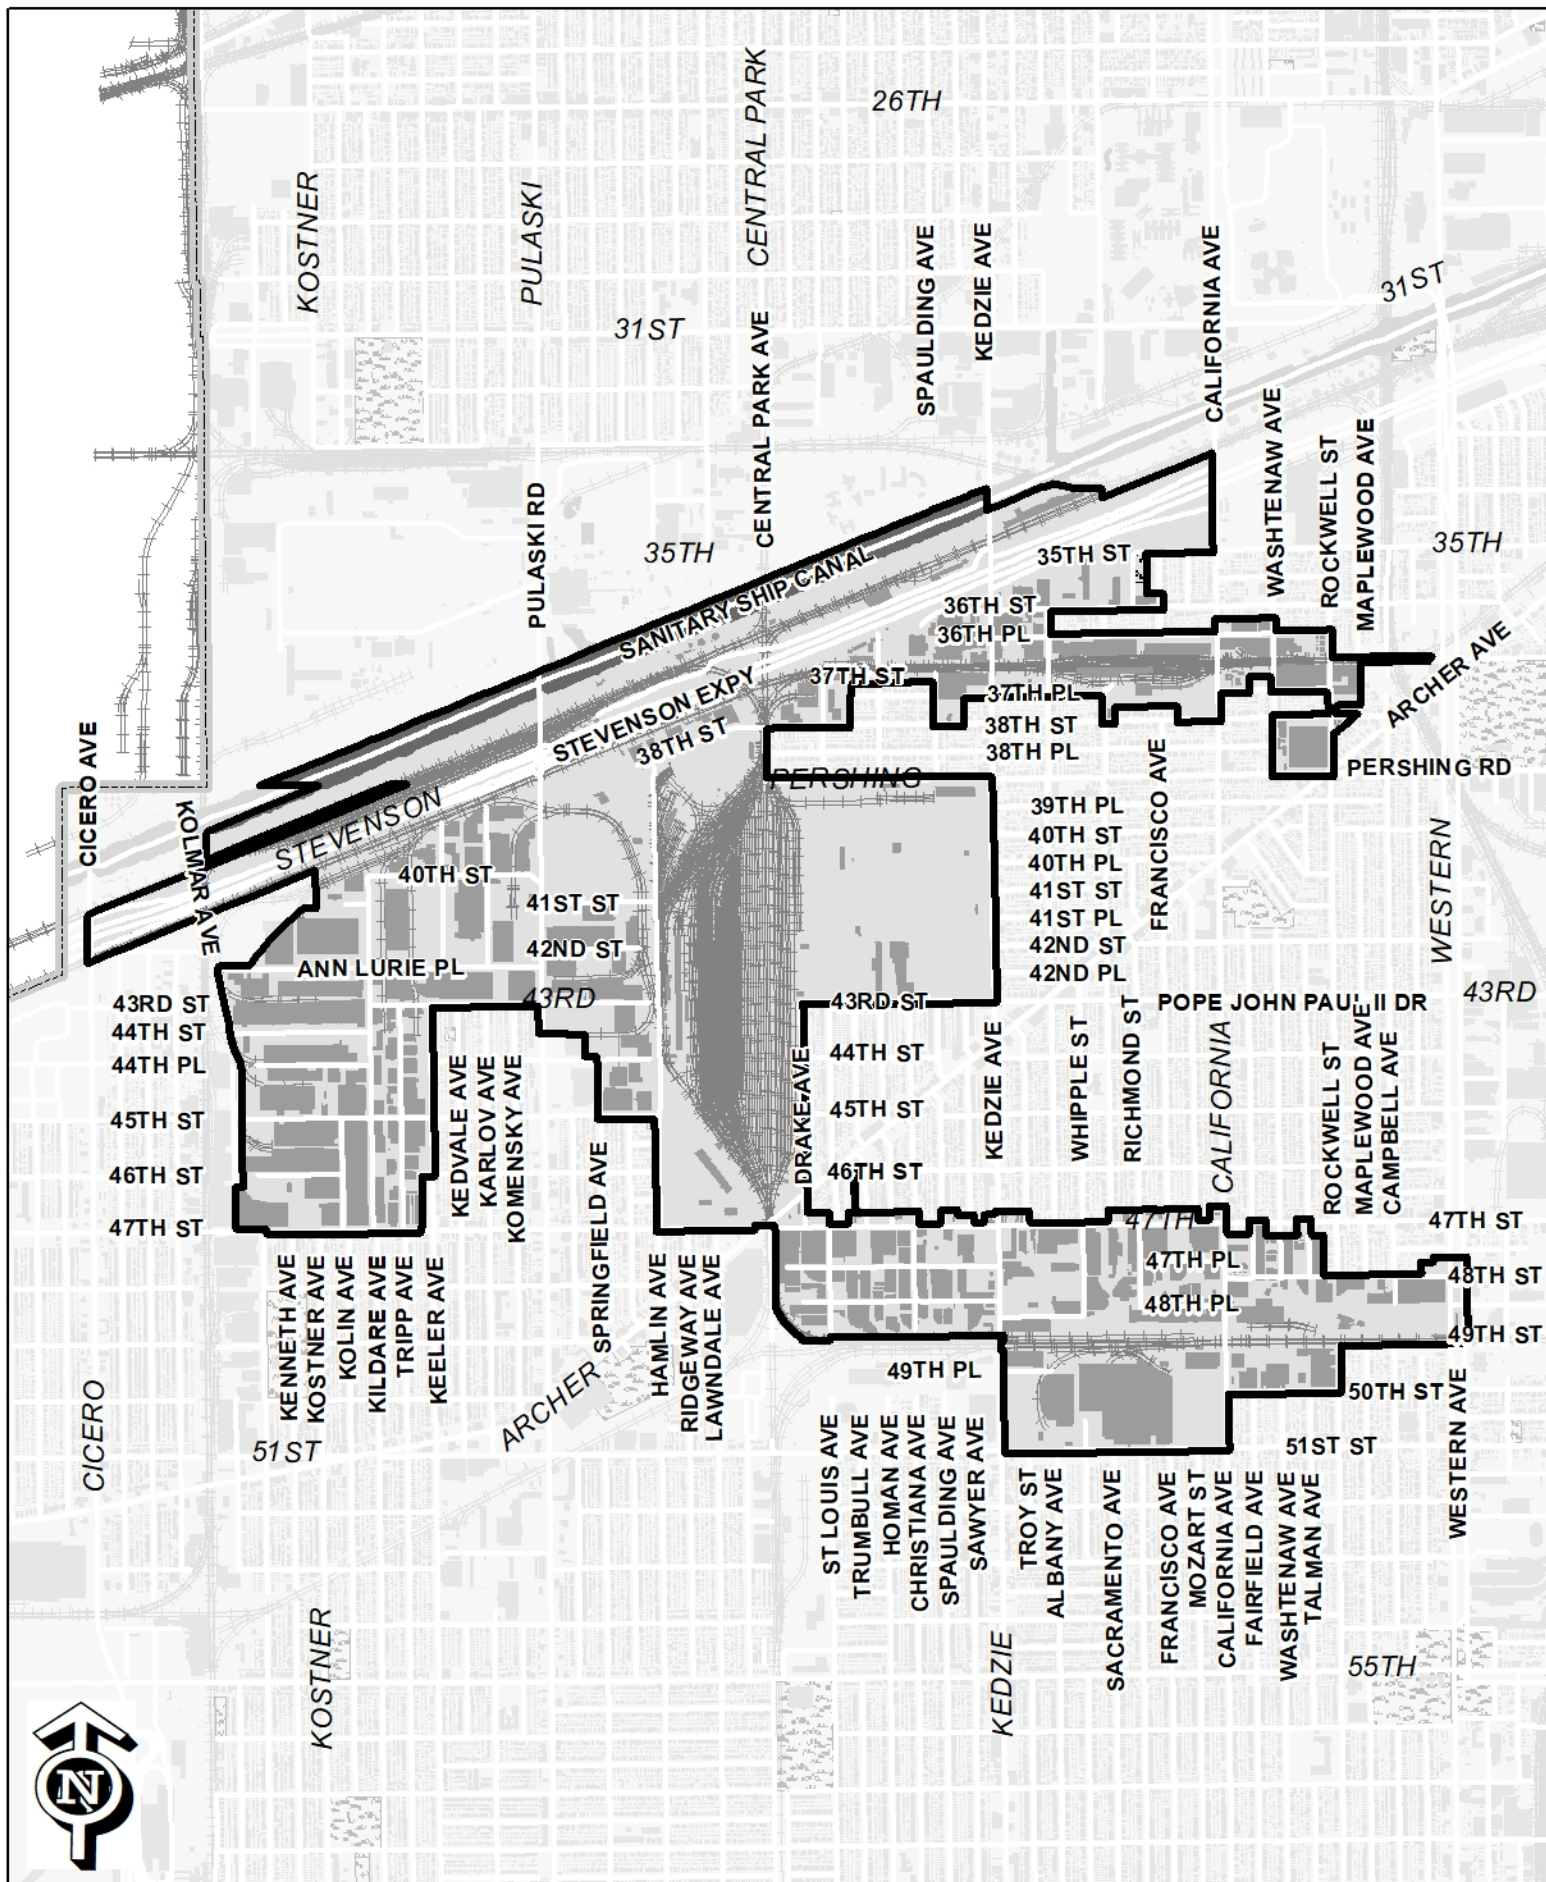 26TH
CENTRAL PARK
KOSTNER
PULASKI
SPAULDING AVE
KEDZIE AVE
CALIFORNIA AVE
31ST
31ST
CENTRAL PARK AVE
WASHTENAW AVE
ROCKWELL ST
MAPLEWOOD AVE
PULASKI RD
35TH
35TH ST
35TH
SANITARY SHIP CANAL
36TH ST
36TH PL
ARCHER AVE
37TH ST
37TH PL
STEVENSON EXPY
38TH ST
38TH ST
38TH PL
CICERO AVE
KOLMAR AVE
STEVENSON
PERSHING
FRANCISCO AVE
PERSHING RD
39TH PL
40TH ST
40TH PL
41ST ST
41ST PL
42ND ST
42ND PL
WESTERN
40TH ST
41ST ST
42ND ST
ANN LURIE PL
43RD
43RD ST
43RD ST
POPE JOHN PAUL II DR
43RD
44TH ST
44TH PL
45TH ST
46TH ST
47TH ST
KEDVALE AVE
KARLOV AVE
KOMENSKY AVE
SPRINGFIELD AVE
DRAKE AVE
44TH ST
45TH ST
46TH ST
KEDZIE AVE
WHIPPLE ST
RICHMOND ST
CALIFORNIA
ROCKWELL ST
MAPLEWOOD AVE
CAMPBELL AVE
47TH
47TH ST
47TH PL
48TH ST
48TH PL
49TH ST
KENNETH AVE
KOSTNER AVE
KOLIN AVE
KILDARE AVE
TRIPP AVE
KEELER AVE
HAMLIN AVE
RIDGEWAY AVE
LAWNDALE AVE
49TH PL
50TH ST
WESTERN AVE
CICERO
51ST
ARCHER
51ST ST
ST LOUIS AVE
TRUMBULL AVE
HOMAN AVE
CHRISTIANA AVE
SPAULDING AVE
SAWYER AVE
TROY ST
ALBANY AVE
SACRAMENTO AVE
FRANCISCO AVE
MOZART ST
CALIFORNIA AVE
FAIRFIELD AVE
WASHTENAW AVE
TALMAN AVE
KOSTNER
KEDZIE
55TH
N